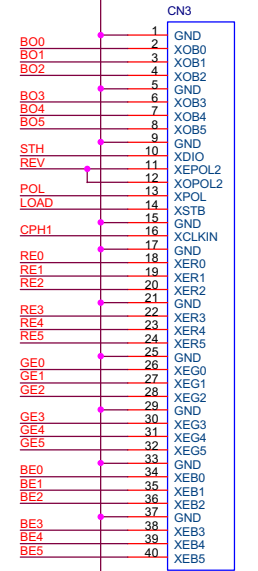 CN3
1 GND
BO0 2 XOB0
BO1 3 XOB1
BO2 4 XOB2
5 GND
BO3 6 XOB3
BO4 7 XOB4
BO5 8 XOB5
9 GND
STH 10 XDIO
REV 11 XEPOL2
12 XOPOL2
POL 13 XPOL
LOAD 14 XSTB
15 GND
CPH1 16 XCLKIN
17 GND
RE0 18 XER0
RE1 19 XER1
RE2 20 XER2
21 GND
RE3 22 XER3
RE4 23 XER4
RE5 24 XER5
25 GND
GE0 26 XEG0
GE1 27 XEG1
GE2 28 XEG2
29 GND
GE3 30 XEG3
GE4 31 XEG4
GE5 32 XEG5
33 GND
BE0 34 XEB0
BE1 35 XEB1
BE2 36 XEB2
37 GND
BE3 38 XEB3
BE4 39 XEB4
BE5 40 XEB5